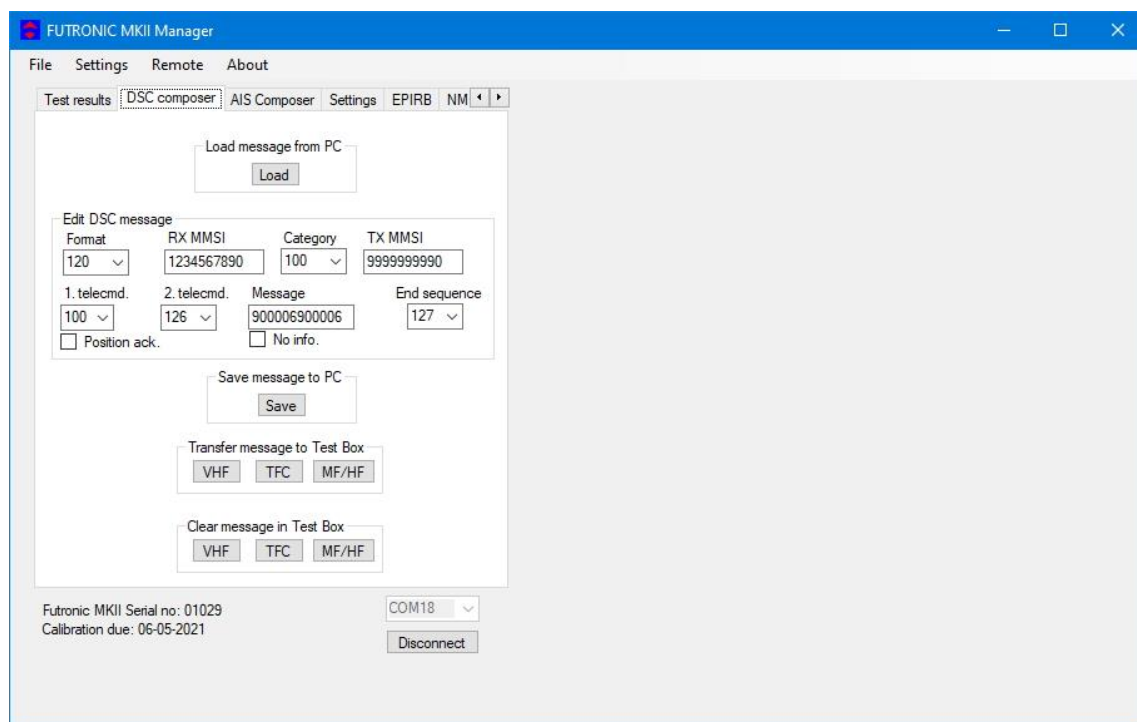 FUTRONIC MKII Manager
File Settings Remote About
Test results DSC composer AIS Composer Settings EPIRB NM
Load message from PC
Load
Edit DSC message
Format RX MMSI Category TX MMSI
120 1234567890 100 9999999990
1. telecmd. 2. telecmd. Message End sequence
100 126 900006900006 127
Position ack. No info.
Save message to PC
Save
Transfer message to Test Box
VHF TFC MF/HF
Clear message in Test Box
VHF TFC MF/HF
Futronic MKII Serial no: 01029 COM18
Calibration due: 06-05-2021
Disconnect